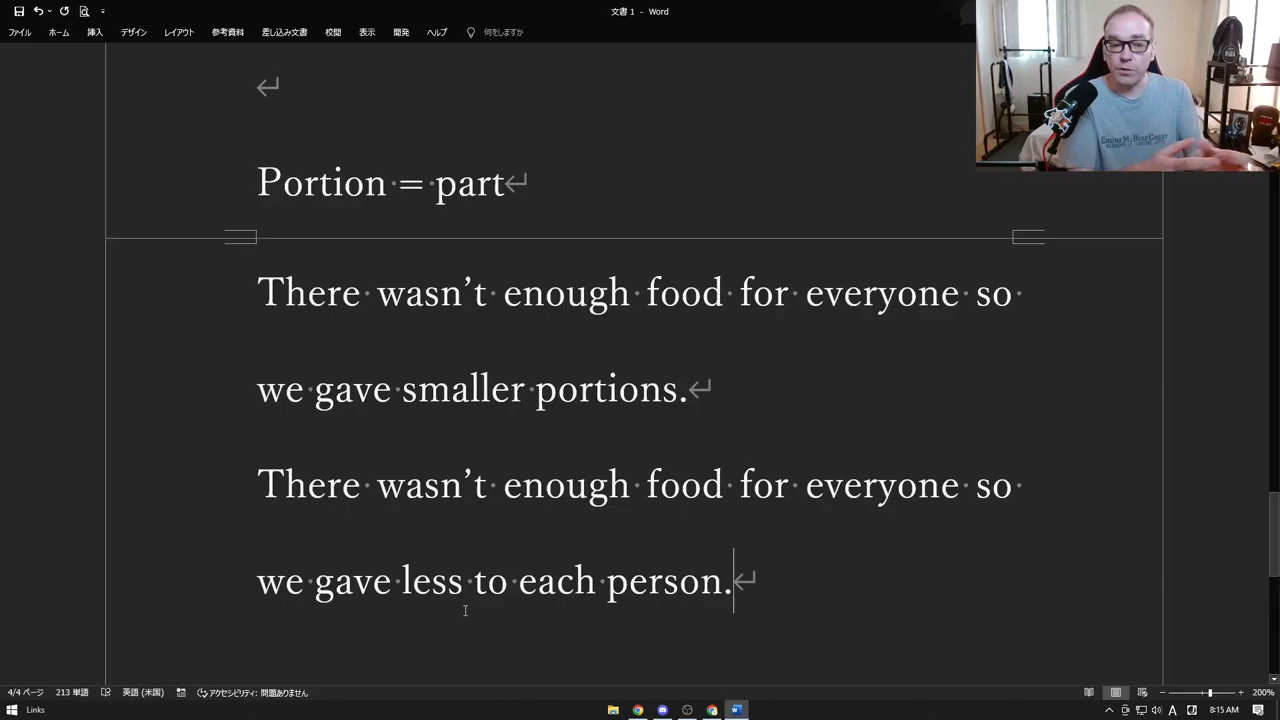 文書 1 - Word
ファイル ホーム 挿入 デザイン レイアウト 参考資料 差し込み文書 校閲 表示 開発 ヘルプ 何をしますか
Portion = part
There wasn’t enough food for everyone so
we gave smaller portions.
There wasn’t enough food for everyone so
we gave less to each person.
4/4 ページ 213 単語 英語 (米国) アクセシビリティ: 問題ありません 200%
Links A 8:15 AM